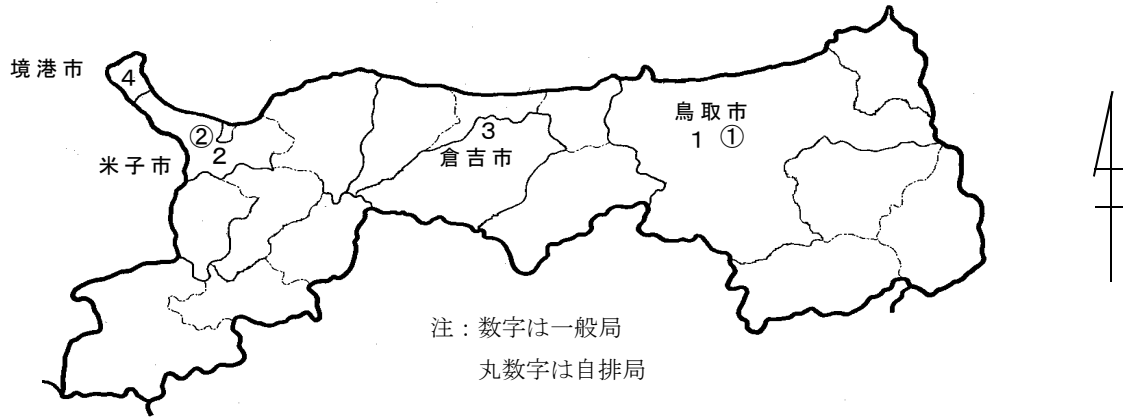 境港市
4
鳥取市
1 ①
②
2
3
米子市
倉吉市
注：数字は一般局
丸数字は自排局